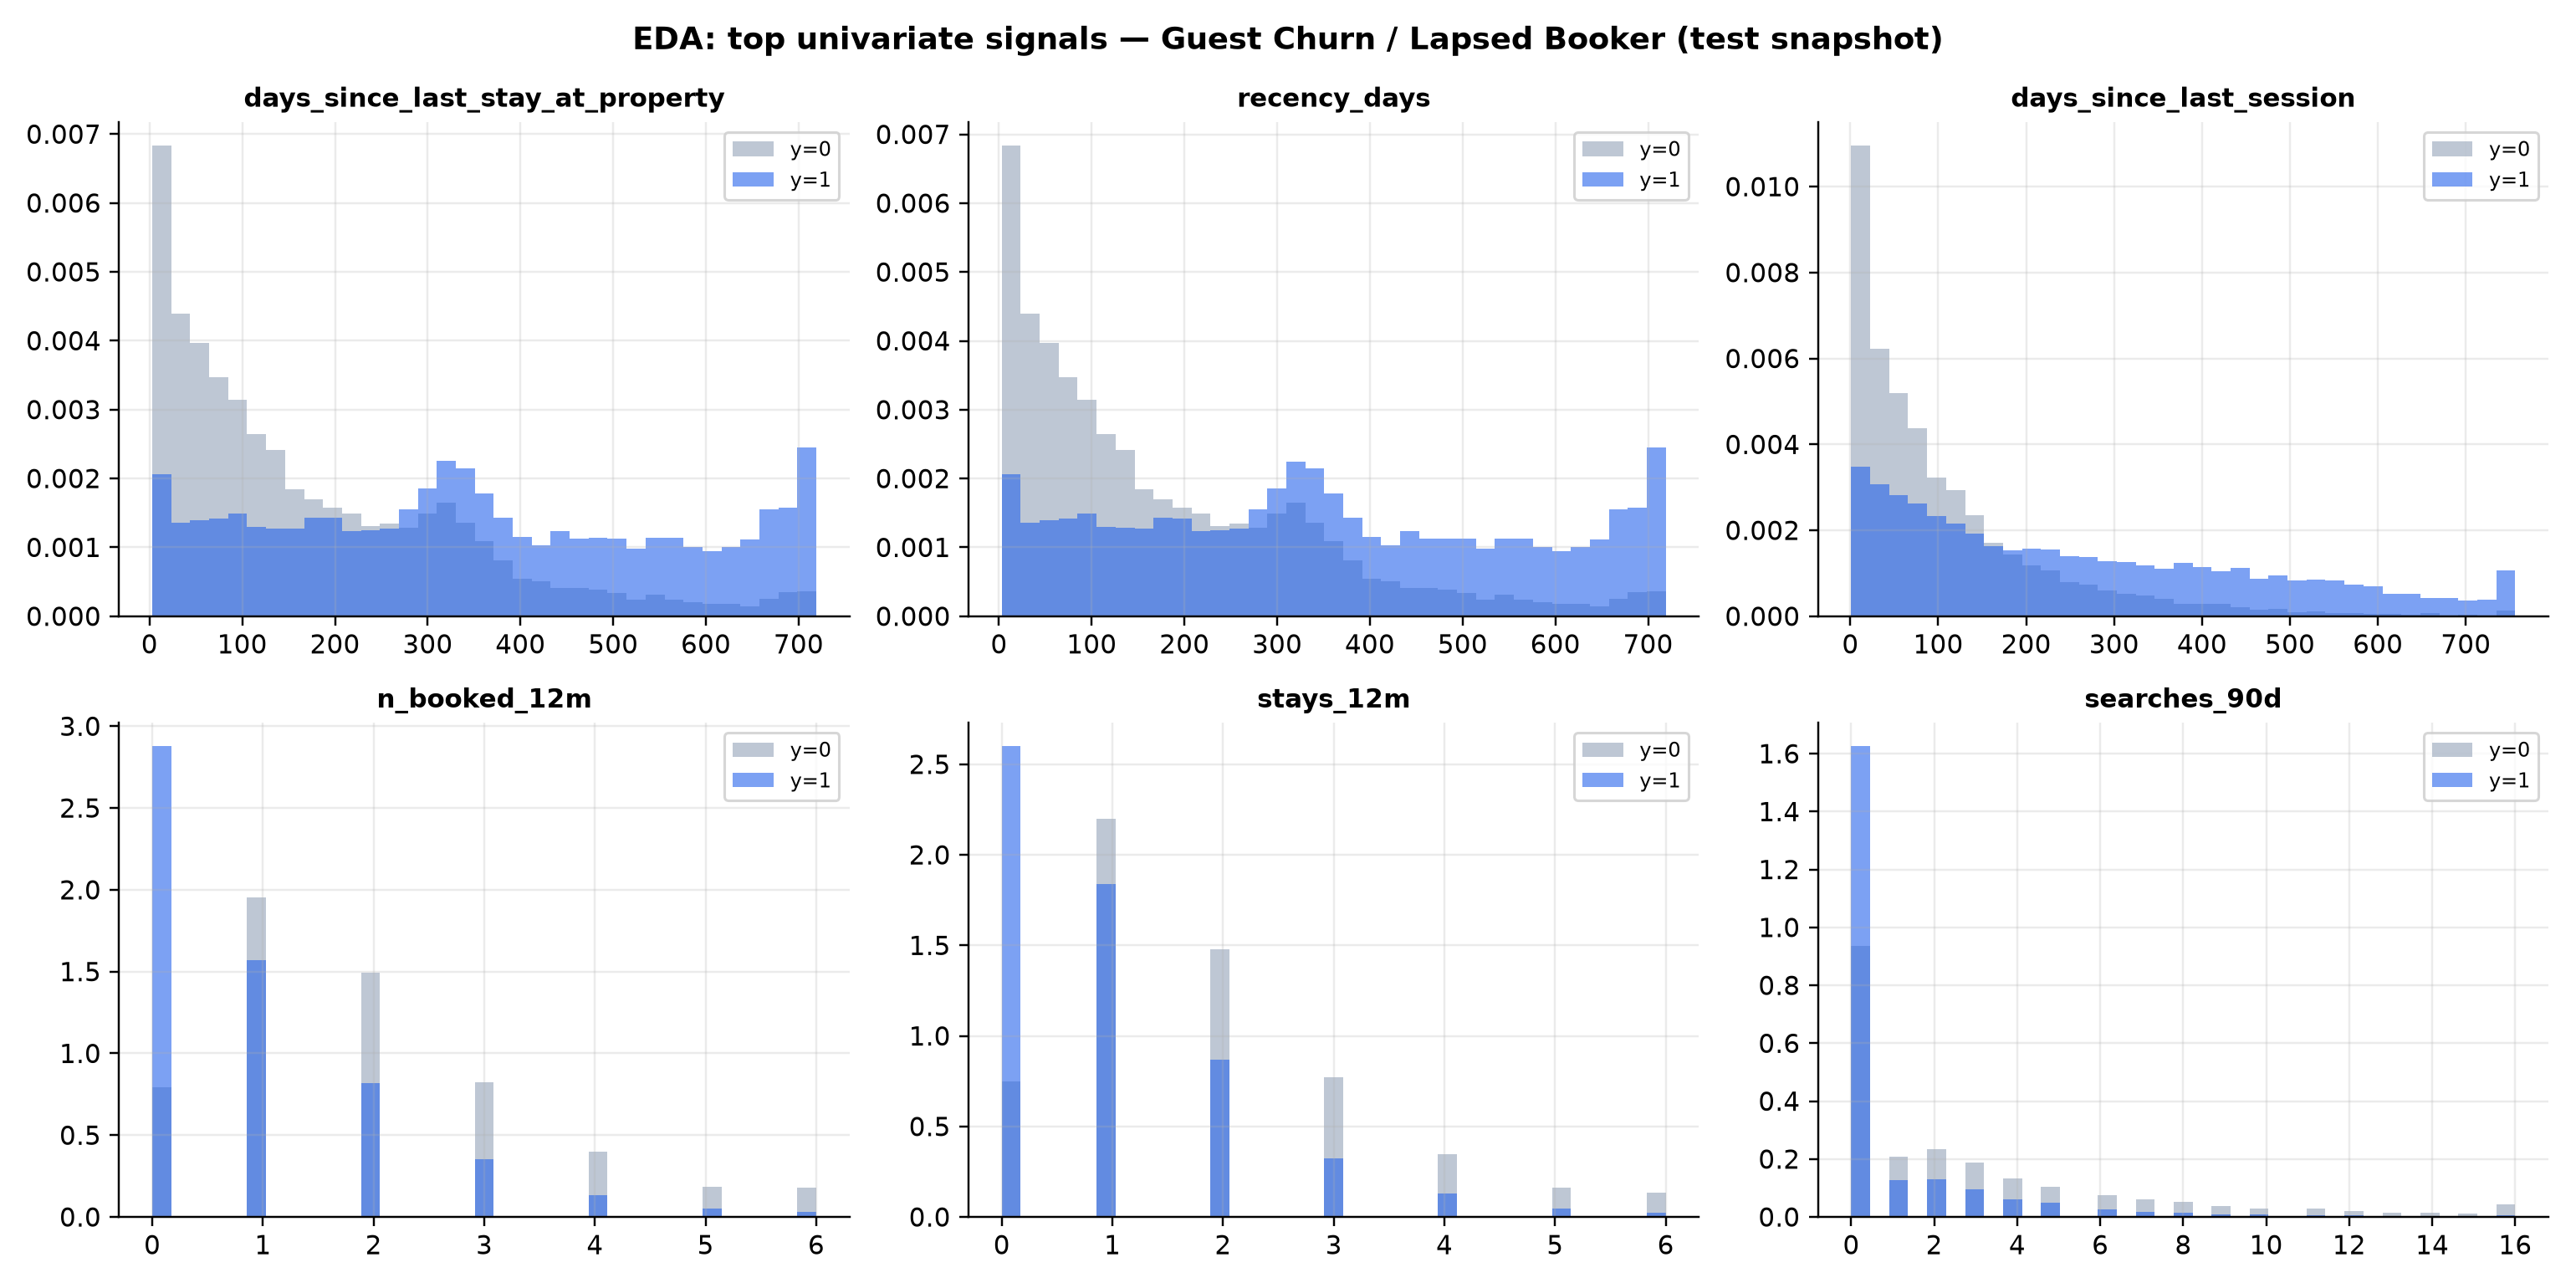 EDA: top univariate signals — Guest Churn / Lapsed Booker (test snapshot)
days_since_last_stay_at_property
0.007
0.006
0.005
0.004
0.003
0.002
0.001
0.000
0 100 200 300 400 500 600 700
y=0
y=1
recency_days
0.007
0.006
0.005
0.004
0.003
0.002
0.001
0.000
0 100 200 300 400 500 600 700
y=0
y=1
days_since_last_session
0.010
0.008
0.006
0.004
0.002
0.000
0 100 200 300 400 500 600 700
y=0
y=1
n_booked_12m
3.0
2.5
2.0
1.5
1.0
0.5
0.0
0 1 2 3 4 5 6
y=0
y=1
stays_12m
2.5
2.0
1.5
1.0
0.5
0.0
0 1 2 3 4 5 6
y=0
y=1
searches_90d
1.6
1.4
1.2
1.0
0.8
0.6
0.4
0.2
0.0
0 2 4 6 8 10 12 14 16
y=0
y=1